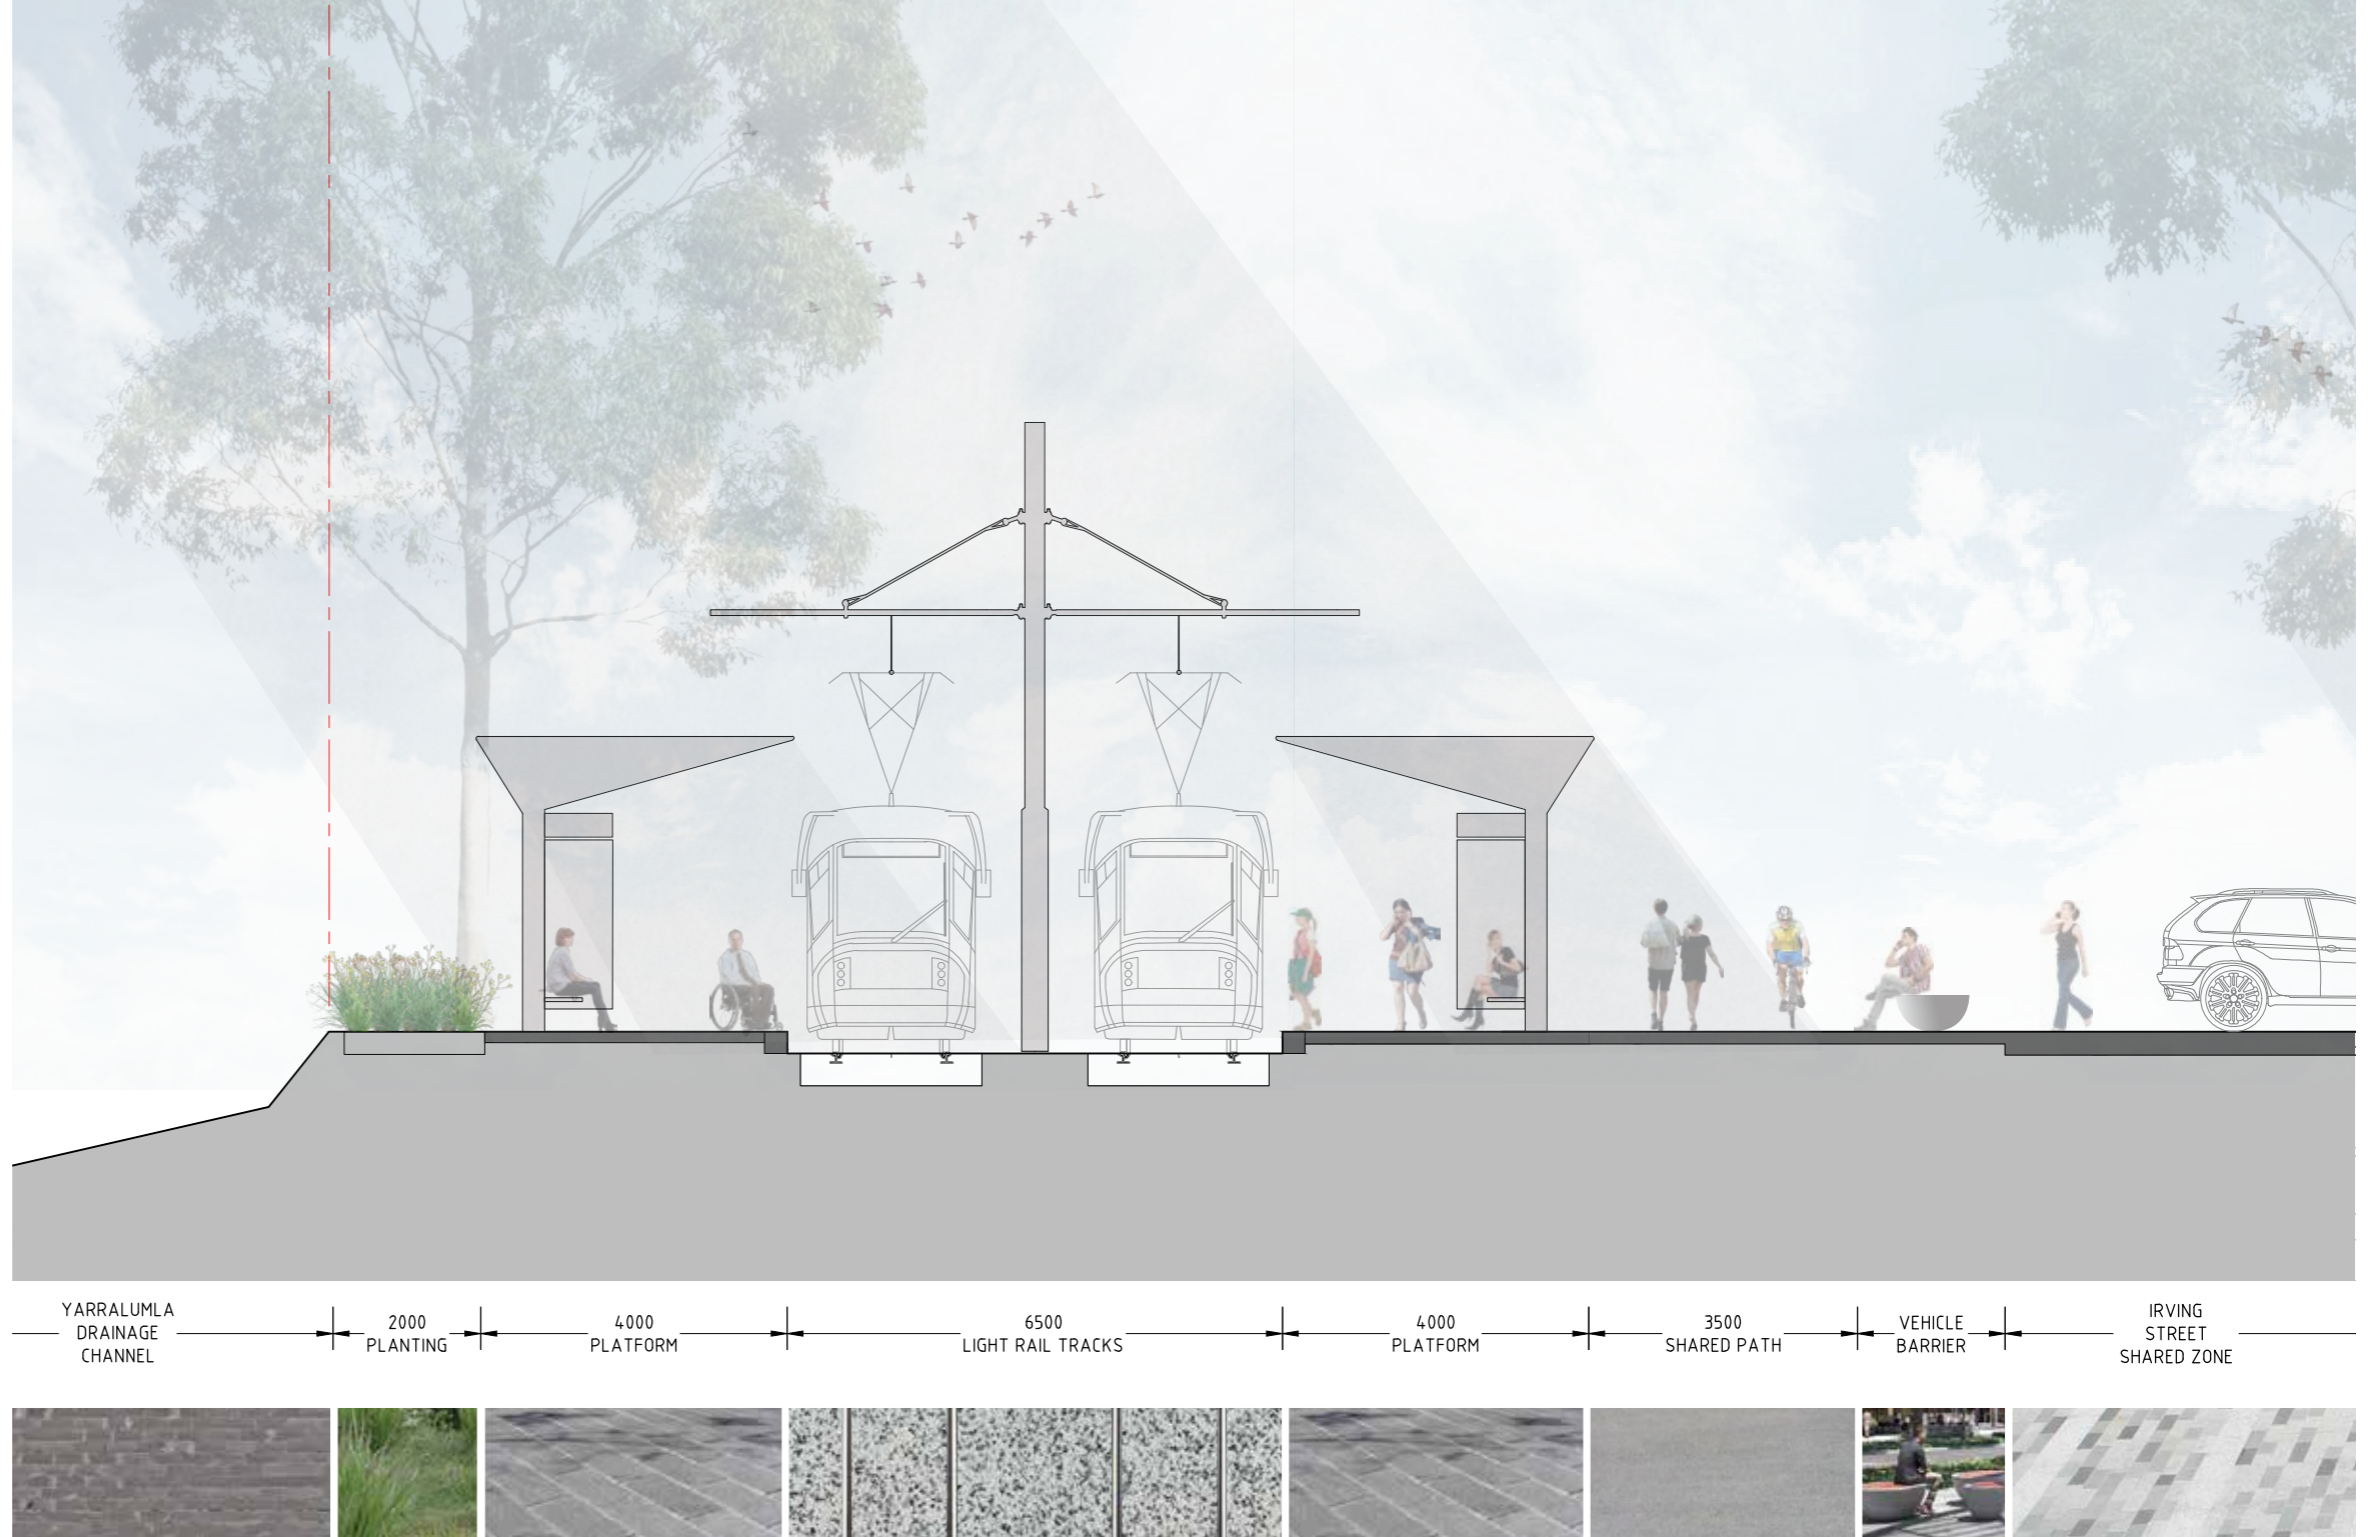 YARRALUMLA
DRAINAGE
CHANNEL
2000
PLANTING
4000
PLATFORM
6500
LIGHT RAIL TRACKS
4000
PLATFORM
3500
SHARED PATH
VEHICLE
BARRIER
IRVING
STREET
SHARED ZONE